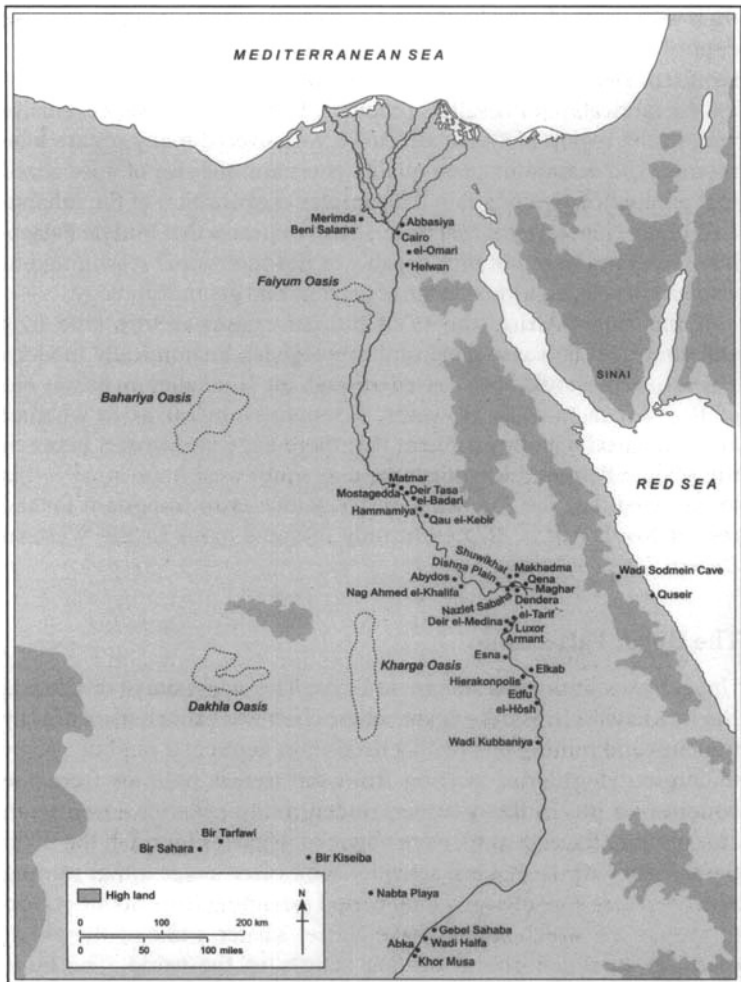 MEDITERRANEAN SEA
Merimda
Beni Salama
Abbasiya
Cairo
el-Omari
Helwan
Faiyum Oasis
SINAI
Bahariya Oasis
RED SEA
Matmar
Deir Tasa
Mostagedda
el-Badari
Hammamiya
Qau el-Kebir
Shuwikhat
Makhadma
Dishna Plain
Qena
Wadi Sodmein Cave
Abydos
Maghar
Quseir
Nag Ahmed el-Khalifa
Nazlet Sabaha
Dendera
el-Tarif
Deir el-Medina
Luxor
Armant
Esna
Kharga Oasis
Elkab
Hierakonpolis
Dakhla Oasis
Edfu
el-Hôsh
Wadi Kubbaniya
Bir Tarfawi
Bir Sahara
Bir Kiseiba
High land
N
Nabta Playa
0 100 200 km
0 50 100 miles
Gebel Sahaba
Wadi Halfa
Abka
Khor Musa